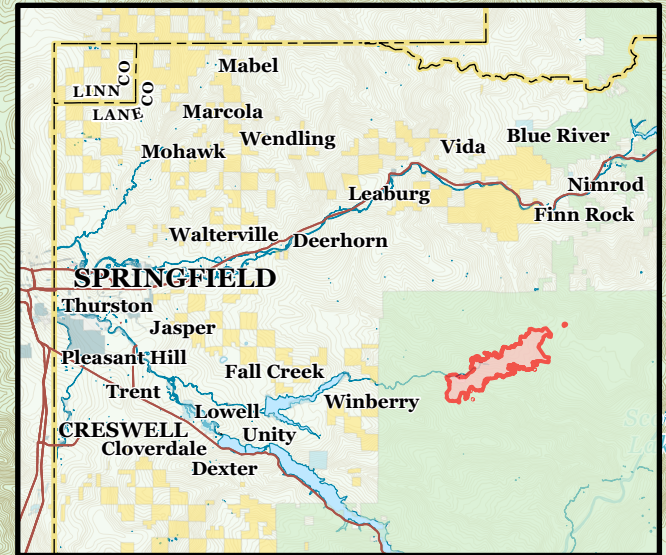 Mabel
LINN CO
LANE CO
Marcola
Wendling
Mohawk
Vida
Blue River
Nimrod
Leaburg
Finn Rock
Walterville
Deerhorn
SPRINGFIELD
Thurston
Jasper
Pleasant Hill
Fall Creek
Trent
Winberry
Lowell
CRESWELL
Unity
Cloverdale
Dexter